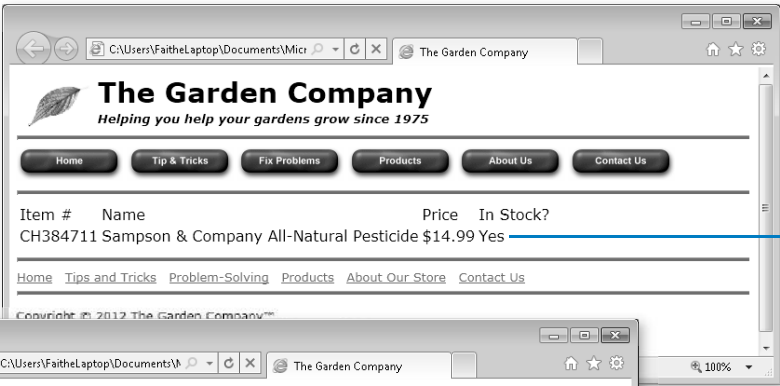 C:\Users\FaitheLaptop\Documents\Micr
The Garden Company
The Garden Company
Helping you help your gardens grow since 1975
Home Tip & Tricks Fix Problems Products About Us Contact Us
Item # Name Price In Stock?
CH384711 Sampson & Company All-Natural Pesticide $14.99 Yes
Home Tips and Tricks Problem-Solving Products About Our Store Contact Us
Copyright © 2012 The Garden Company™
C:\Users\FaitheLaptop\Documents\M
The Garden Company
100%